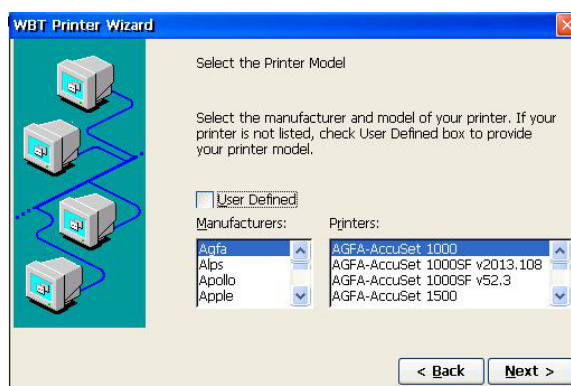 WBT Printer Wizard
Select the Printer Model
Select the manufacturer and model of your printer. If your
printer is not listed, check User Defined box to provide
your printer model.
User Defined
Manufacturers: Printers:
Agfa AGFA-AccuSet 1000
Alps AGFA-AccuSet 1000SF v2013.108
Apollo AGFA-AccuSet 1000SF v52.3
Apple AGFA-AccuSet 1500
< Back Next >